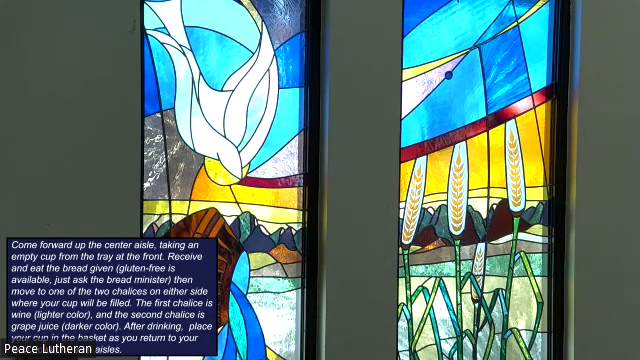 Come forward up the center aisle, taking an
empty cup from the tray at the front. Receive
and eat the bread given (gluten-free is
available, just ask the bread minister) then
move to one of the two chalices on either side
where your cup will be filled. The first chalice is
wine (lighter color), and the second chalice is
grape juice (darker color). After drinking, place
your cup in the basket as you return to your
aisles.
Peace Lutheran